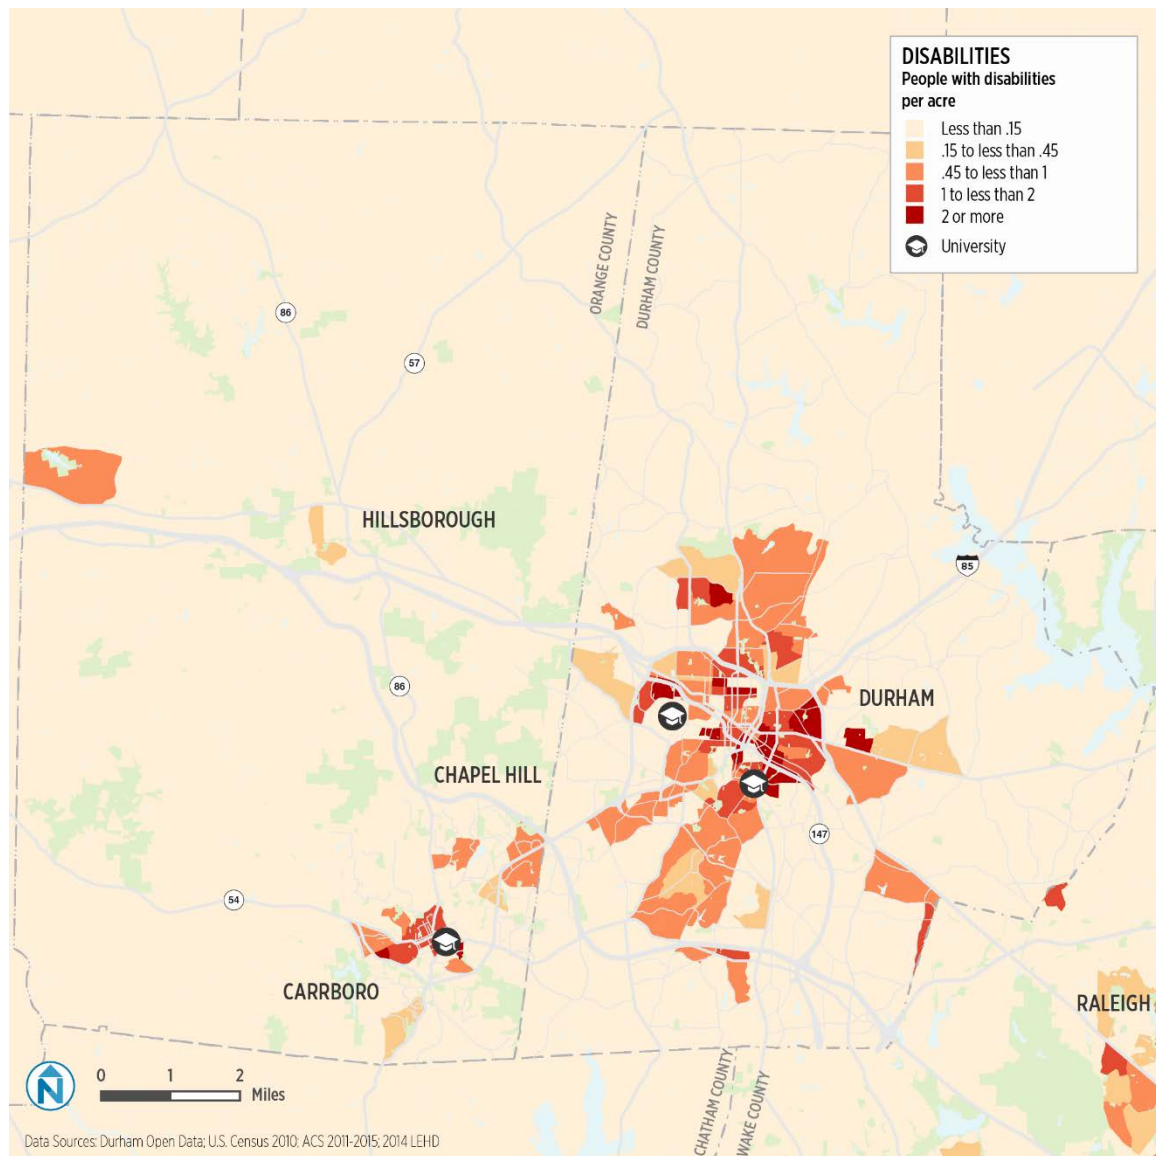 DISABILITIES
People with disabilities
per acre
Less than .15
.15 to less than .45
.45 to less than 1
1 to less than 2
2 or more
University
ORANGE COUNTY
DURHAM COUNTY
86
57
HILLSBOROUGH
85
86
DURHAM
CHAPEL HILL
147
54
CARRBORO
RALEIGH
CHATHAM COUNTY
WAKE COUNTY
N
0 1 2
Miles
Data Sources: Durham Open Data; U.S. Census 2010; ACS 2011-2015; 2014 LEHD